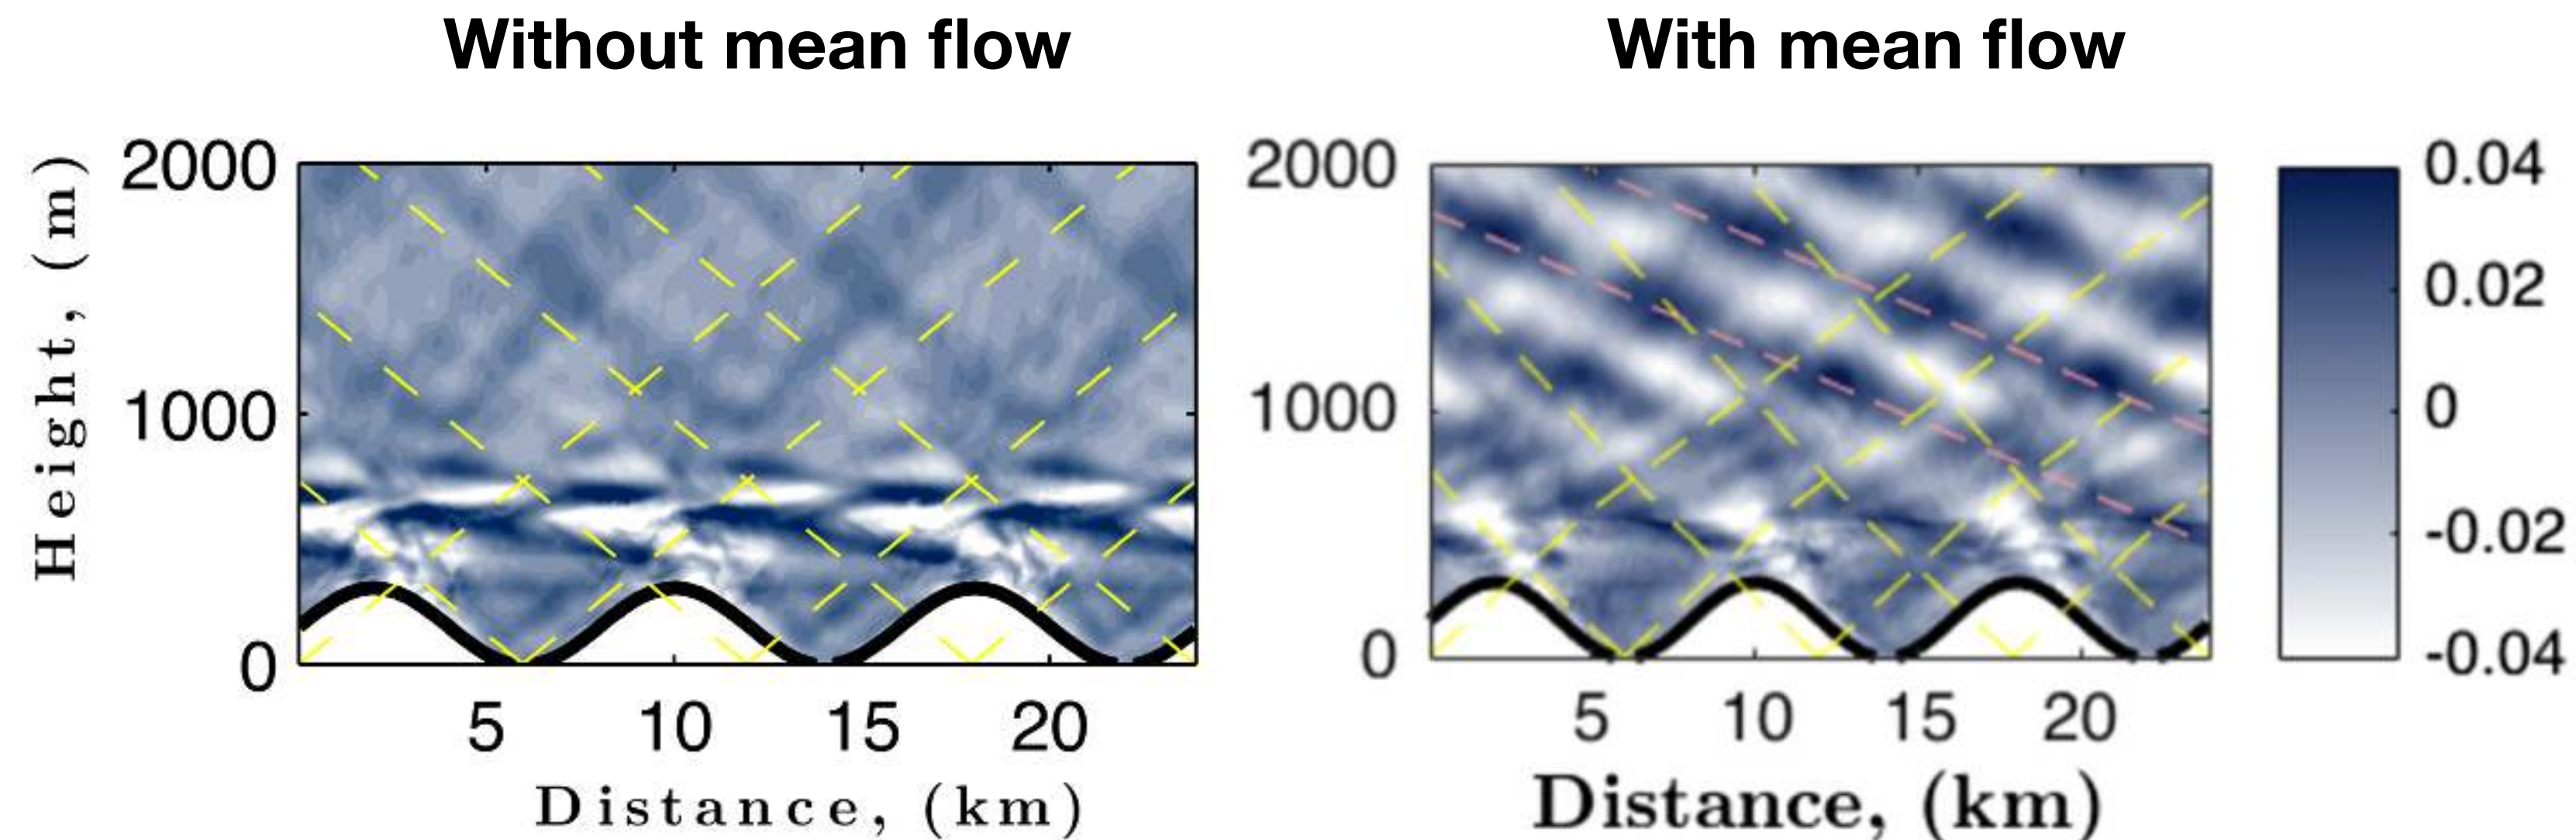 Without mean flow
With mean flow
Height, (m)
2000
1000
0
5 10 15 20
Distance, (km)
2000
1000
0
5 10 15 20
Distance, (km)
0.04
0.02
0
-0.02
-0.04